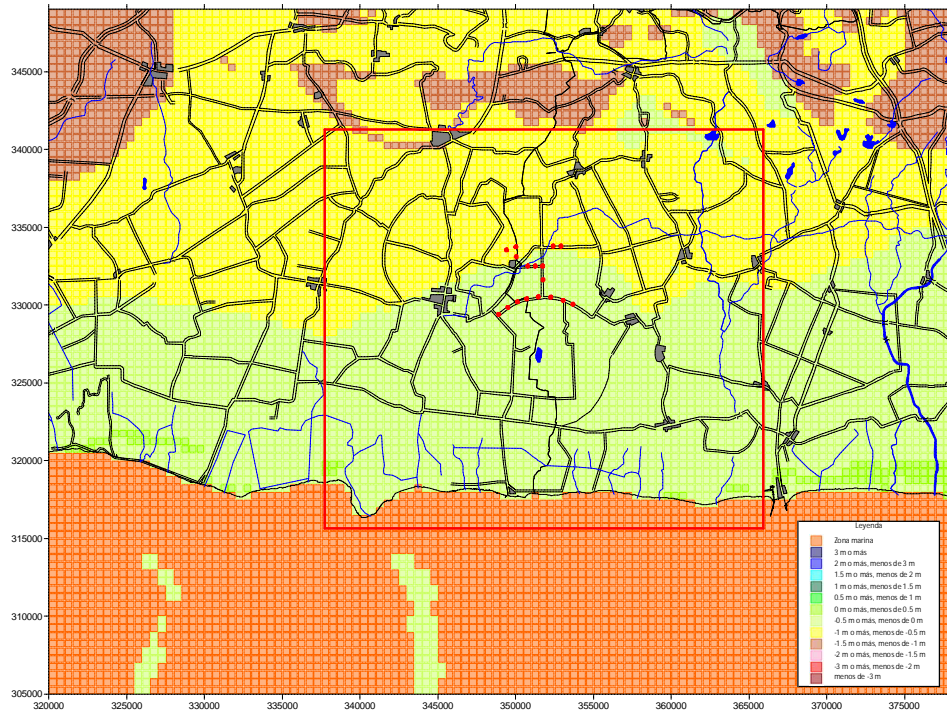 345000
340000
335000
330000
325000
320000
315000
310000
305000
320000 325000 330000 335000 340000 345000 350000 355000 360000 365000 370000 375000
Leyenda
Zona marina
3 m o más
2 m o más, menos de 3 m
1.5 m o más, menos de 2 m
1 m o más, menos de 1.5 m
0.5 m o más, menos de 1 m
0 m o más, menos de 0.5 m
-0.5 m o más, menos de 0 m
-1 m o más, menos de -0.5 m
-1.5 m o más, menos de -1 m
-2 m o más, menos de -1.5 m
-3 m o más, menos de -2 m
menos de -3 m